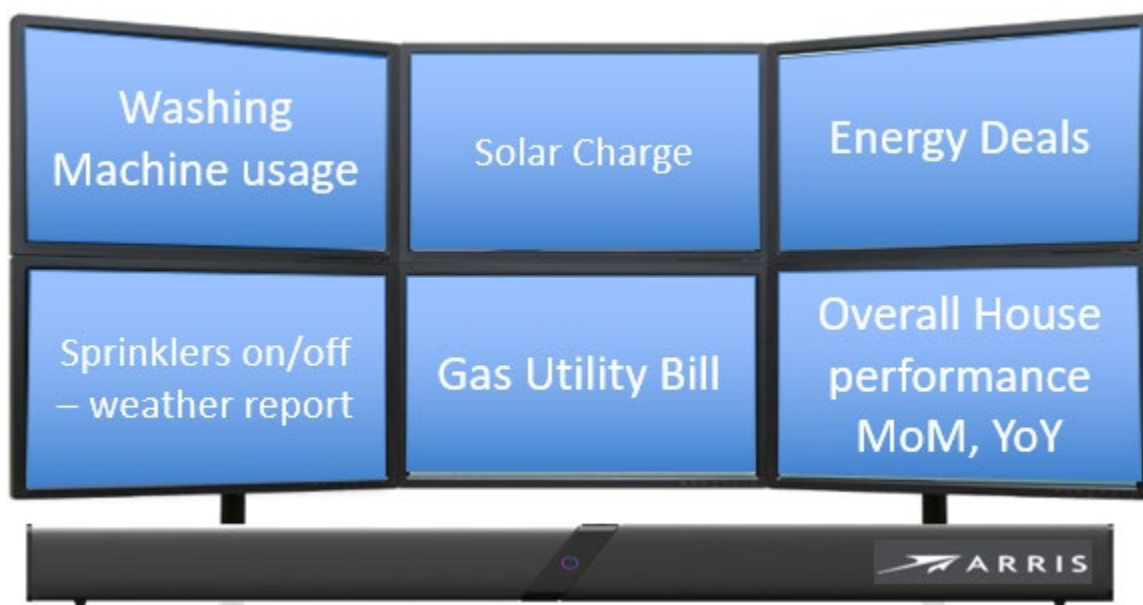 Washing
Machine usage
Solar Charge
Energy Deals
Sprinklers on/off
– weather report
Gas Utility Bill
Overall House
performance
MoM, YoY
ARRIS